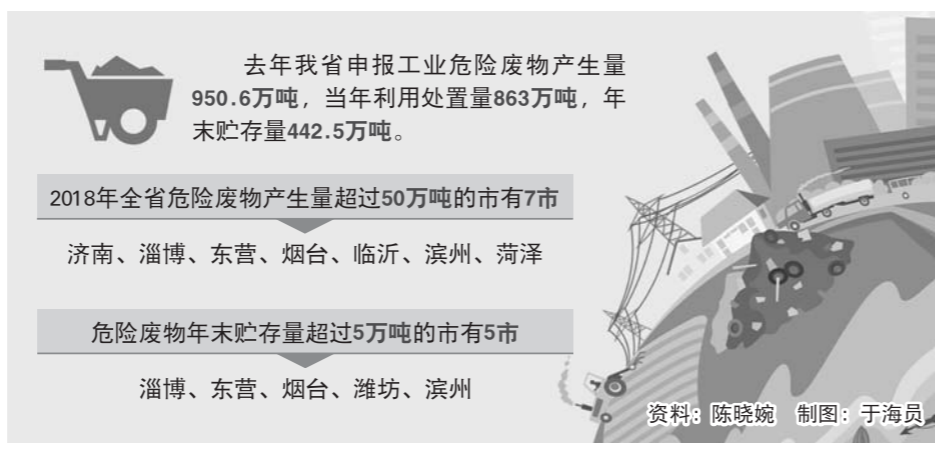 去年我省申报工业危险废物产生量
950.6万吨，当年利用处置量863万吨，年
末贮存量442.5万吨。
2018年全省危险废物产生量超过50万吨的市有7市
济南、淄博、东营、烟台、临沂、滨州、菏泽
危险废物年末贮存量超过5万吨的市有5市
淄博、东营、烟台、潍坊、滨州
资料：陈晓婉 制图：于海员